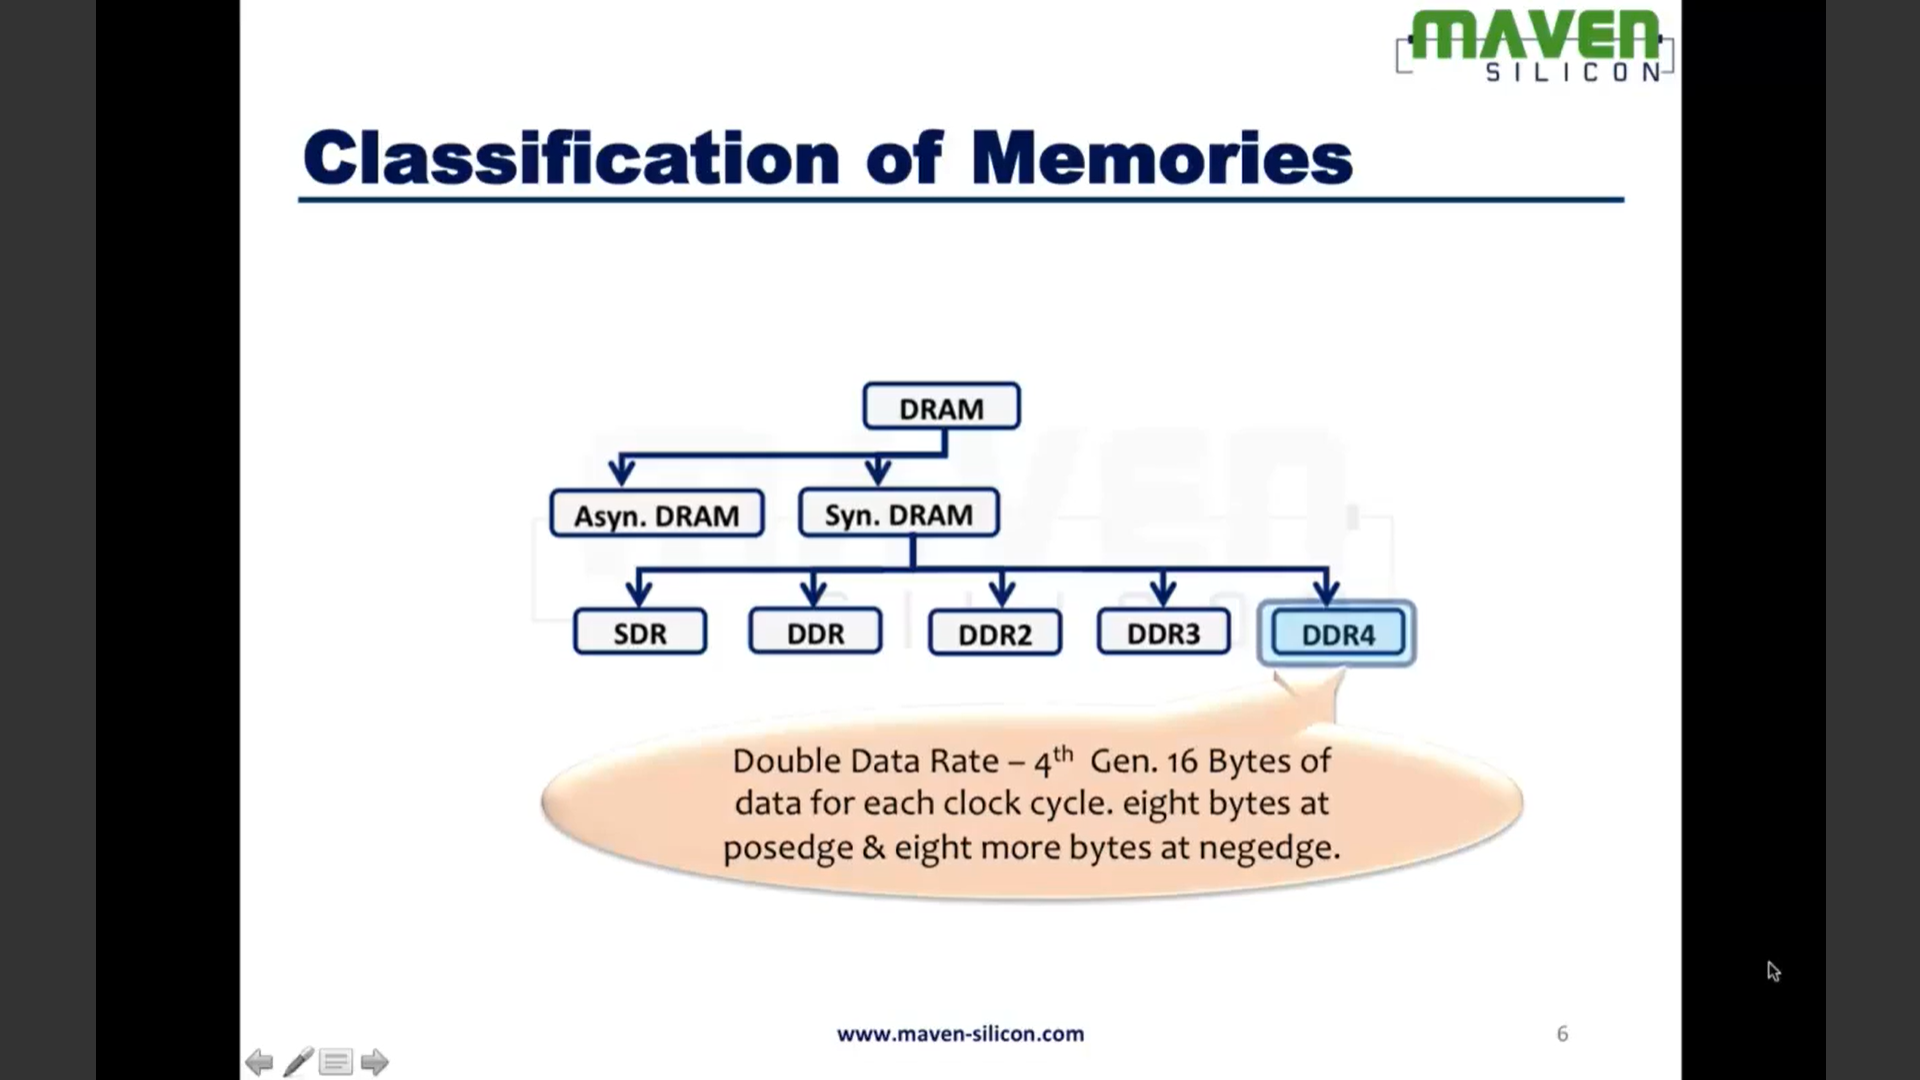 MAVEN
SILICON
Classification of Memories
DRAM
Asyn. DRAM
Syn. DRAM
SDR
DDR
DDR2
DDR3
DDR4
Double Data Rate – 4th Gen. 16 Bytes of
data for each clock cycle. eight bytes at
posedge & eight more bytes at negedge.
www.maven-silicon.com
6